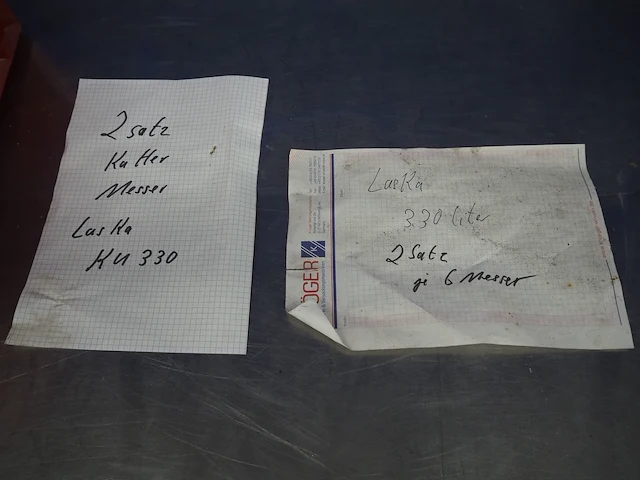 2 Satz
Kutter
Messer
Laska
KU 330
Laska
330 liter
2 Satz
je 6 Messer
ÖGER